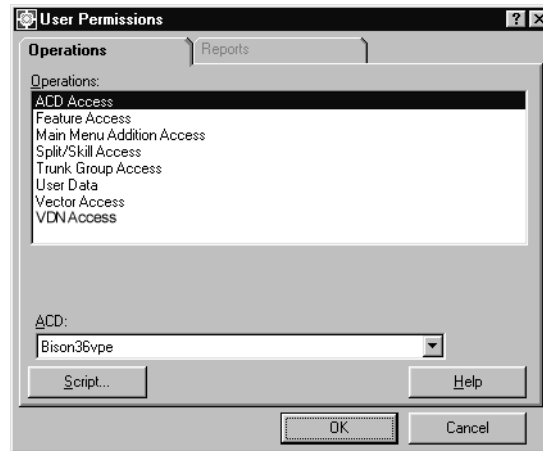 User Permissions
Operations
Reports
Operations:
ACD Access
Feature Access
Main Menu Addition Access
Split/Skill Access
Trunk Group Access
User Data
Vector Access
VDN Access
ACD:
Bison36vpe
Script...
Help
OK
Cancel